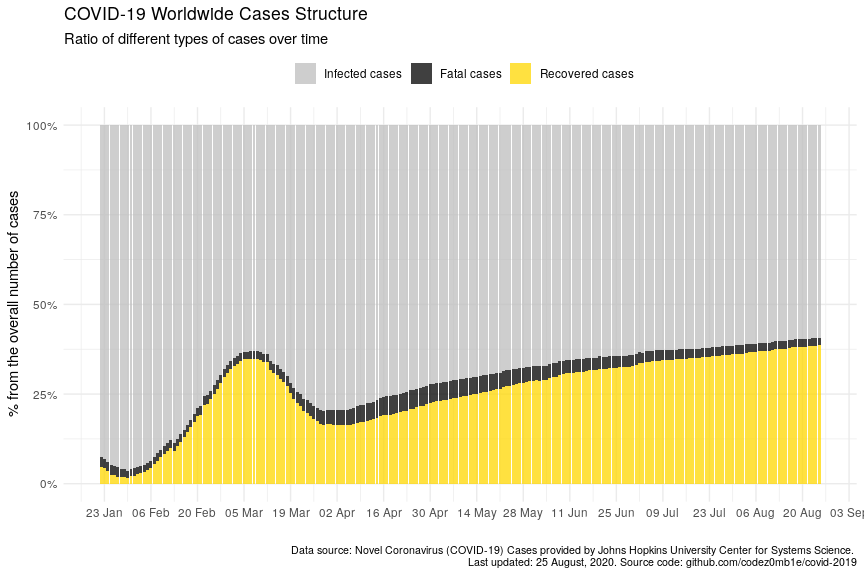 COVID-19 Worldwide Cases Structure
Ratio of different types of cases over time
Infected cases Fatal cases Recovered cases
% from the overall number of cases
100%
75%
50%
25%
0%
23 Jan 06 Feb 20 Feb 05 Mar 19 Mar 02 Apr 16 Apr 30 Apr 14 May 28 May 11 Jun 25 Jun 09 Jul 23 Jul 06 Aug 20 Aug 03 Sep
Data source: Novel Coronavirus (COVID-19) Cases provided by Johns Hopkins University Center for Systems Science.
Last updated: 25 August, 2020. Source code: github.com/codez0mb1e/covid-2019